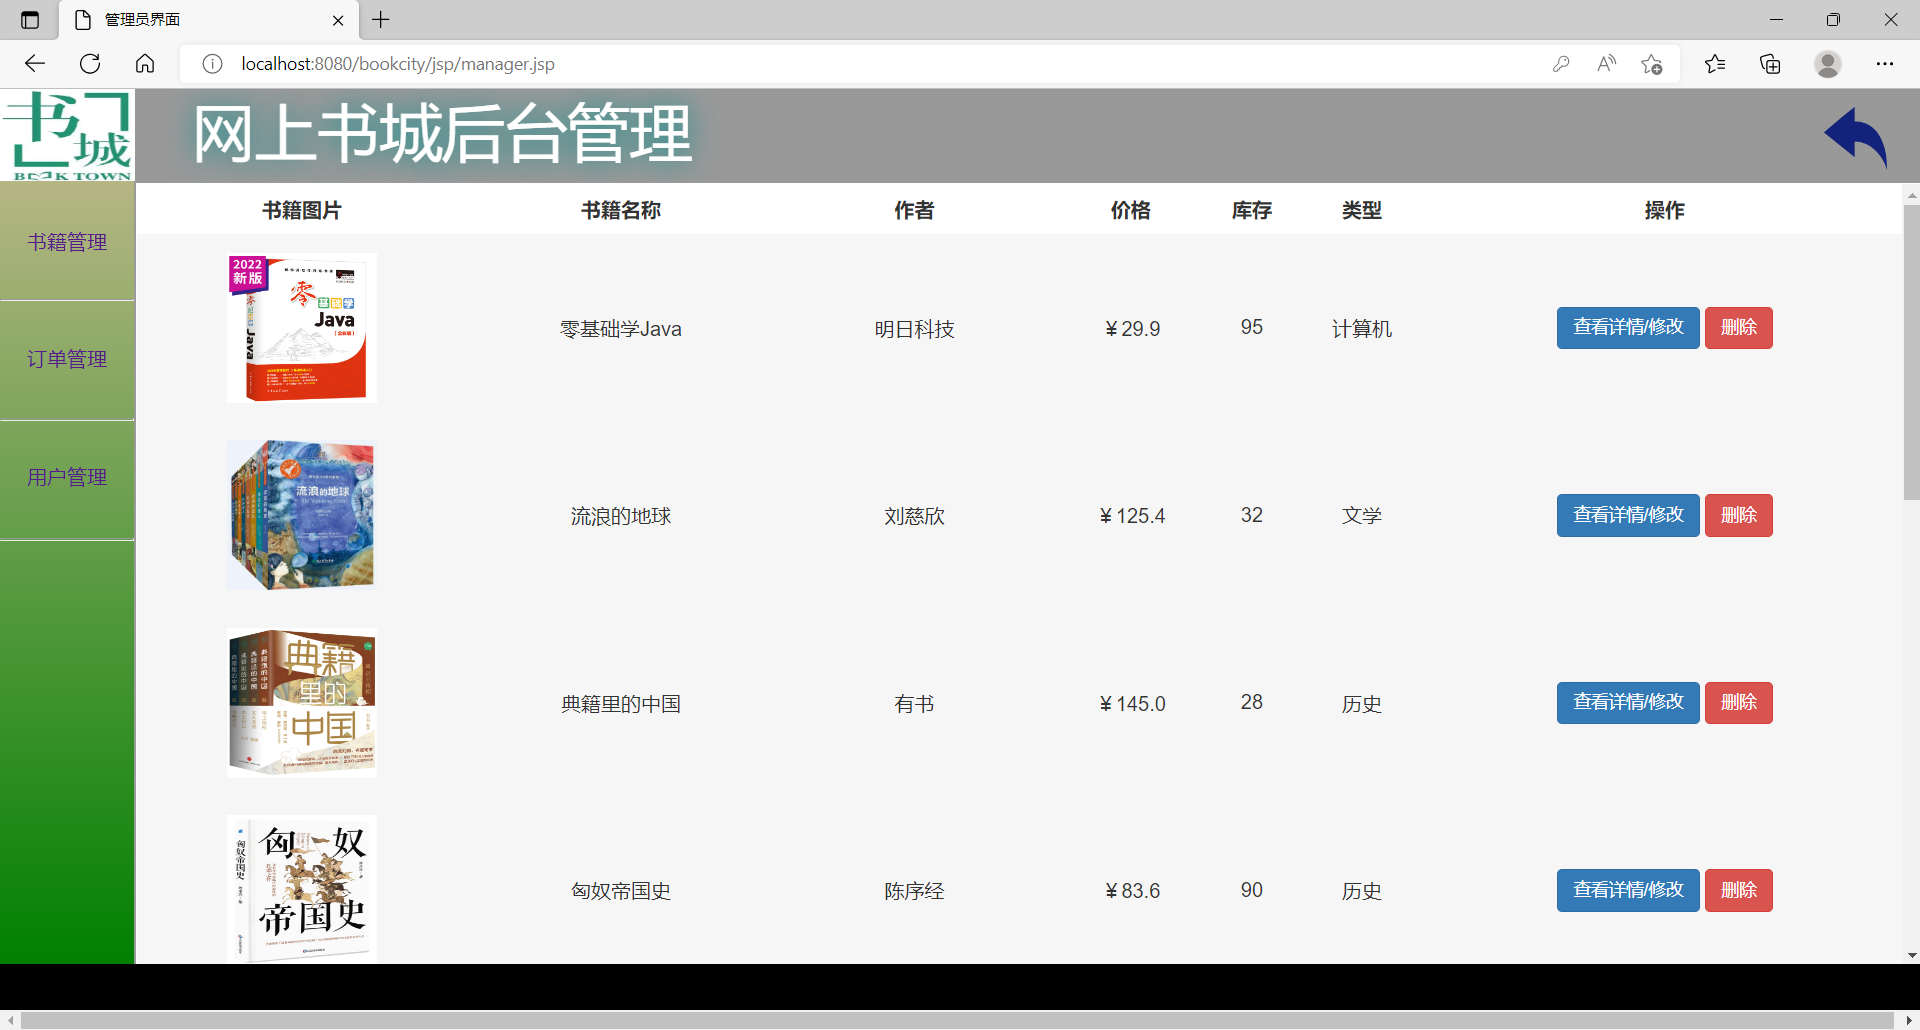 管理员界面
localhost:8080/bookcity/jsp/manager.jsp
书城
BOOK TOWN
网上书城后台管理
书籍管理
订单管理
用户管理
书籍图片 书籍名称 作者 价格 库存 类型 操作
2022
新版
零
基础学
Java
零基础学Java 明日科技 ¥29.9 95 计算机 查看详情/修改 删除
流浪的地球
流浪的地球 刘慈欣 ¥125.4 32 文学 查看详情/修改 删除
典籍
里的
中国
典籍里的中国 有书 ¥145.0 28 历史 查看详情/修改 删除
匈奴
帝国史
匈奴帝国史
匈奴帝国史 陈序经 ¥83.6 90 历史 查看详情/修改 删除